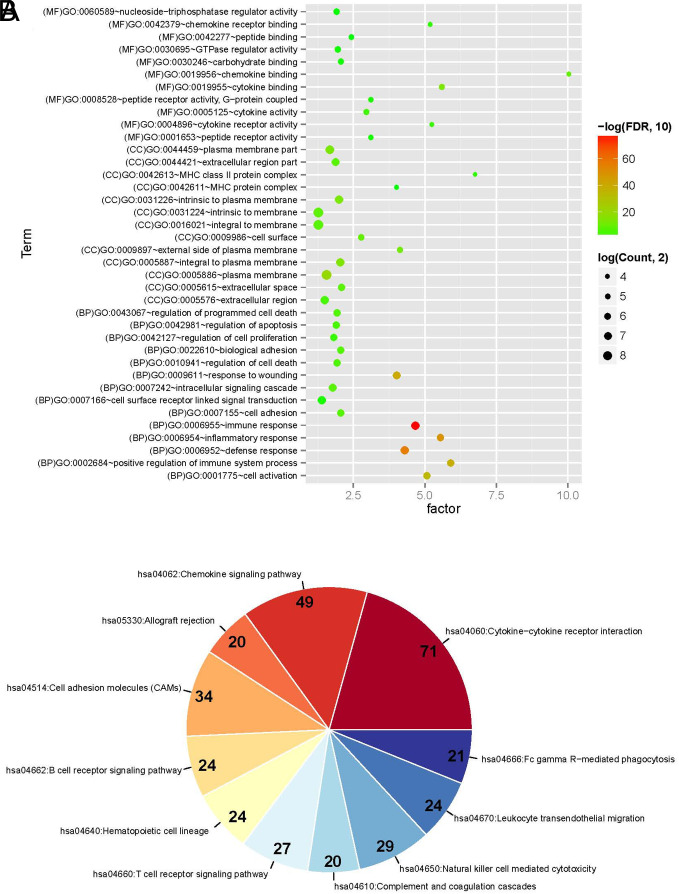 (MF)GO:0060589~nucleoside-triphosphatase regulator activity
(MF)GO:0042379~chemokine receptor binding
(MF)GO:0042277~peptide binding
(MF)GO:0030695~GTPase regulator activity
(MF)GO:0030246~carbohydrate binding
(MF)GO:0019956~chemokine binding
(MF)GO:0019955~cytokine binding
(MF)GO:0008528~peptide receptor activity, G-protein coupled
(MF)GO:0005125~cytokine activity
(MF)GO:0004896~cytokine receptor activity
(MF)GO:0001653~peptide receptor activity
(CC)GO:0044459~plasma membrane part
(CC)GO:0044421~extracellular region part
(CC)GO:0042613~MHC class II protein complex
(CC)GO:0042611~MHC protein complex
(CC)GO:0031226~intrinsic to plasma membrane
(CC)GO:0031224~intrinsic to membrane
(CC)GO:0016021~integral to membrane
(CC)GO:0009986~cell surface
(CC)GO:0009897~external side of plasma membrane
(CC)GO:0005887~integral to plasma membrane
(CC)GO:0005886~plasma membrane
(CC)GO:0005615~extracellular space
(CC)GO:0005576~extracellular region
(BP)GO:0043067~regulation of programmed cell death
(BP)GO:0042981~regulation of apoptosis
(BP)GO:0042127~regulation of cell proliferation
(BP)GO:0022610~biological adhesion
(BP)GO:0010941~regulation of cell death
(BP)GO:0009611~response to wounding
(BP)GO:0007242~intracellular signaling cascade
(BP)GO:0007166~cell surface receptor linked signal transduction
(BP)GO:0007155~cell adhesion
(BP)GO:0006955~immune response
(BP)GO:0006954~inflammatory response
(BP)GO:0006952~defense response
(BP)GO:0002684~positive regulation of immune system process
(BP)GO:0001775~cell activation
Term
2.5 5.0 7.5 10.0
factor
-log(FDR, 10)
60
40
20
log(Count, 2)
4
5
6
7
8
hsa04062:Chemokine signaling pathway
49
hsa05330:Allograft rejection
20
hsa04060:Cytokine-cytokine receptor interaction
71
hsa04514:Cell adhesion molecules (CAMs)
34
hsa04662:B cell receptor signaling pathway
24
hsa04666:Fc gamma R-mediated phagocytosis
21
hsa04640:Hematopoietic cell lineage
24
hsa04670:Leukocyte transendothelial migration
24
hsa04660:T cell receptor signaling pathway
27
hsa04650:Natural killer cell mediated cytotoxicity
29
hsa04610:Complement and coagulation cascades
20